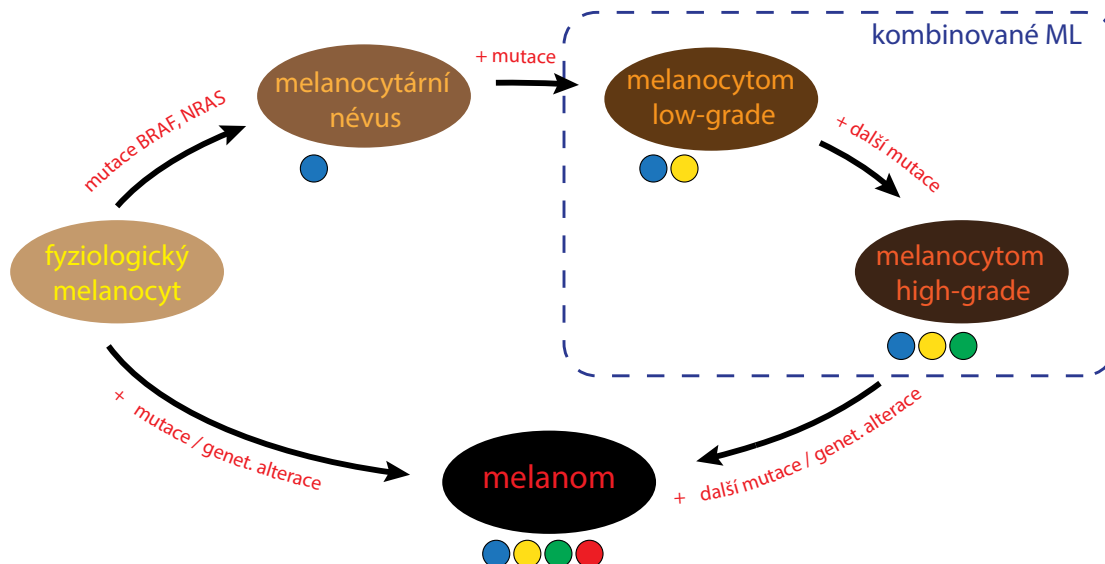 kombinované ML
+ mutace
melanocytární
névus
melanocytom
low-grade
mutace BRAF, NRAS
+ další mutace
fyziologický
melanocyt
melanocytom
high-grade
+ mutace / genet. alterace
melanom
+ další mutace / genet. alterace